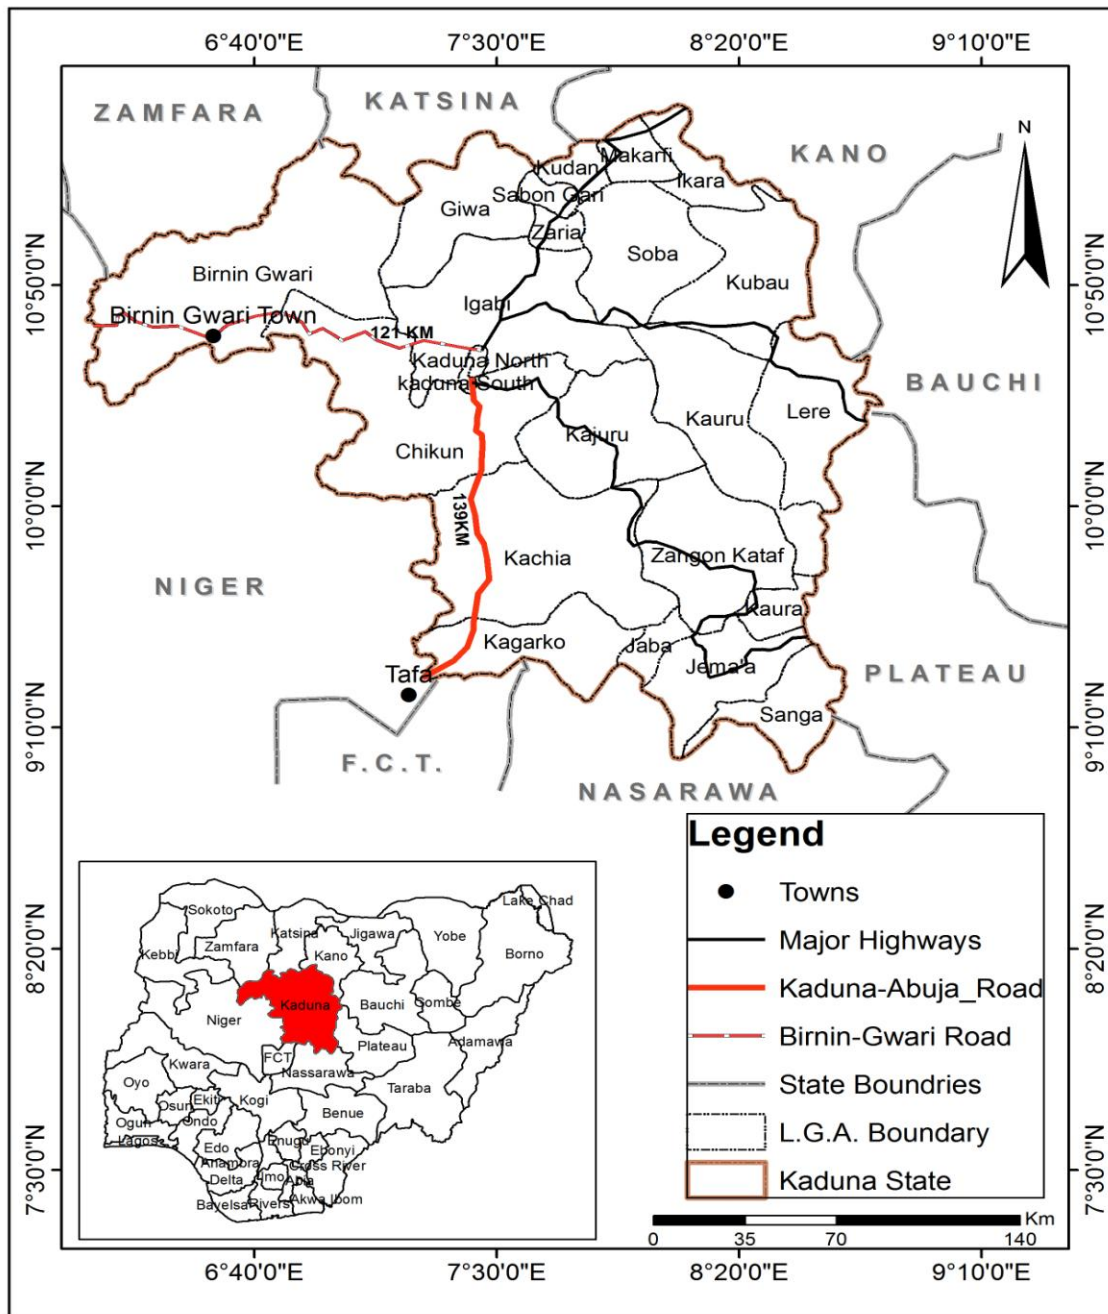 6°40'0"E
7°30'0"E
8°20'0"E
9°10'0"E
ZAMFARA
KATSINA
KANO
N
Makarfi
Kudan
Ikara
Sabon Gari
Giwa
Zaria
Soba
Birnin Gwari
Kubau
Igabi
Birnin Gwari Town
121 KM
Kaduna North
kaduna South
BAUCHI
Lere
Kauru
Kajuru
Chikun
139KM
Kachia
Zangon Kataf
NIGER
Kaura
Kagarko
Jaba
Jema'a
PLATEAU
Tafa
Sanga
F.C.T.
NASARAWA
10°50'0"N
10°0'0"N
9°10'0"N
8°20'0"N
7°30'0"N
10°50'0"N
10°0'0"N
9°10'0"N
8°20'0"N
7°30'0"N
Legend
Towns
Major Highways
Kaduna-Abuja_Road
Birnin-Gwari Road
State Boundries
L.G.A. Boundary
Kaduna State
Km
0 35 70 140
Lake Chad
Sokoto
Katsina
Jigawa
Yobe
Borno
Zamfara
Kebbi
Kano
Kaduna
Bauchi
Gombe
Niger
Adamawa
Plateau
FCT
Kwara
Nassarawa
Taraba
Oyo
Ekiti
Kogi
Osun
Benue
Ogun
Ondo
Lagos
Edo
Enugu
Ebonyi
Anambra
Cross River
Delta
Imo
Abia
Bayelsa
Rivers
Akwa Ibom
6°40'0"E
7°30'0"E
8°20'0"E
9°10'0"E